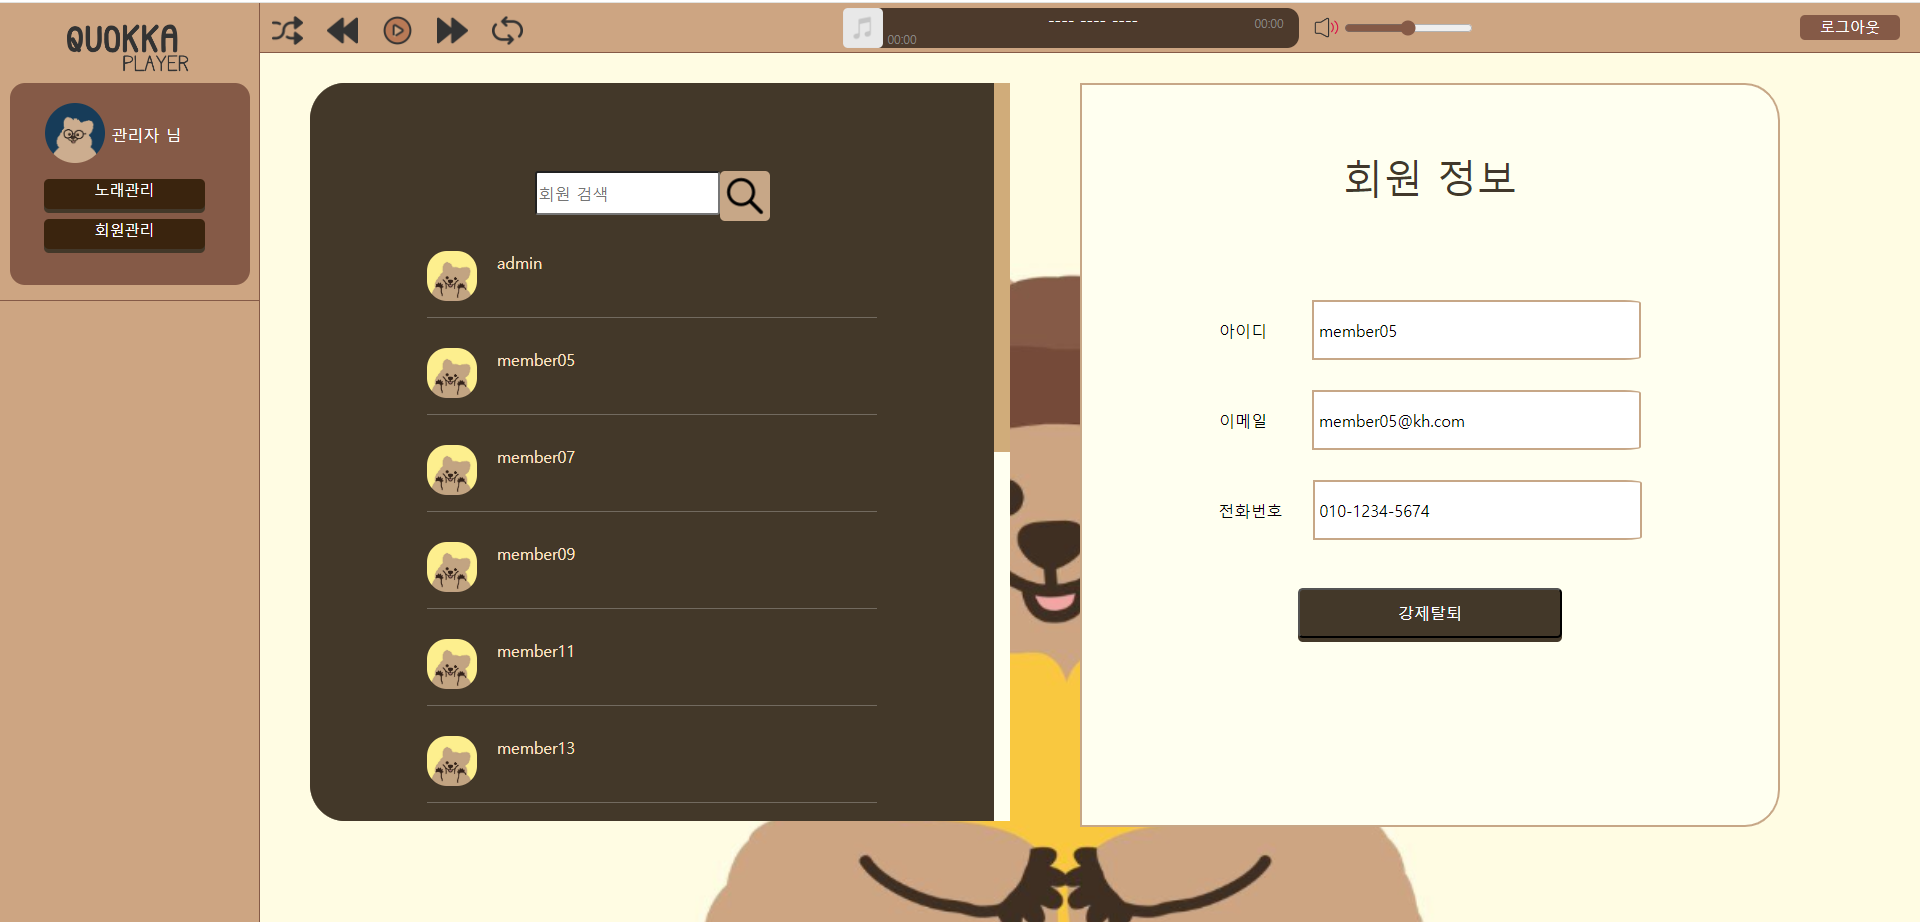 QUOKKA
PLAYER
---- ---- ----
00:00
00:00
로그아웃
관리자 님
노래관리
회원관리
회원 검색
admin
member05
member07
member09
member11
member13
회원 정보
아이디 member05
이메일 member05@kh.com
전화번호 010-1234-5674
강제탈퇴